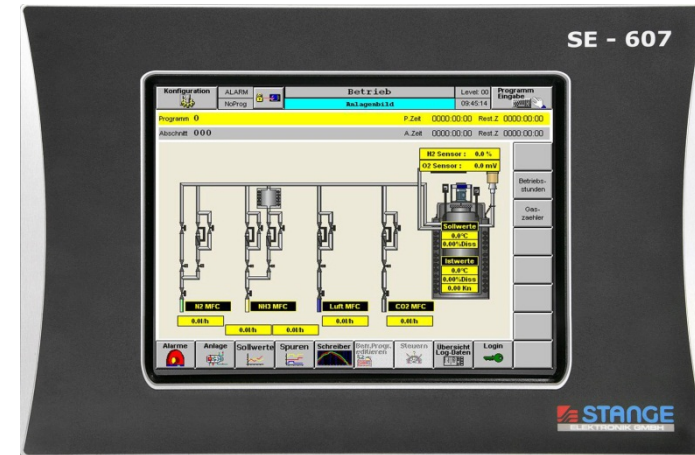 SE - 607
Konfiguration
ALARM
NoProg
Betrieb
Anlagenbild
Level: 00
09:45:14
Programm
Eingabe
Programm 0
P.Zeit 0000:00:00 Rest.Z 0000:00:00
Abschnitt 000
A.Zeit 0000:00:00 Rest.Z 0000:00:00
H2 Sensor : 0.0 %
O2 Sensor : 0.0 mV
Betriebs-
stunden
Gas-
zaehler
Sollwerte
0.0°C
0.00%Diss
Istwerte
0.0°C
0.00%Diss
0.00 Kn
N2 MFC
NH3 MFC
Luft MFC
CO2 MFC
0.0l/h
0.0l/h
0.0l/h
0.0l/h
0.0l/h
Alarme
Anlage
Sollwerte
Spuren
Schreiber
Betr.Progr.
editieren
Steuern
Übersicht
Log-Daten
Login
STANGE
ELEKTRONIK GMBH